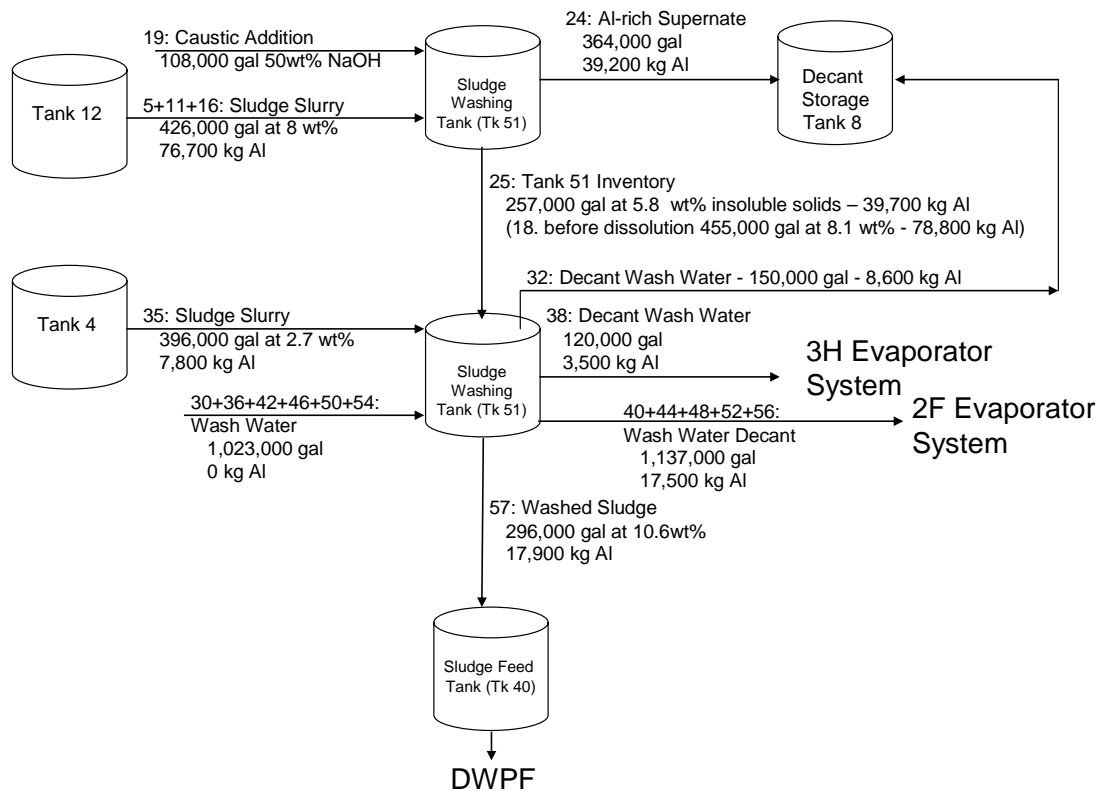 24: Al-rich Supernate
364,000 gal
39,200 kg Al
19: Caustic Addition
108,000 gal 50wt% NaOH
Tank 12
5+11+16: Sludge Slurry
426,000 gal at 8 wt%
76,700 kg Al
Sludge
Washing
Tank (Tk 51)
Decant
Storage
Tank 8
25: Tank 51 Inventory
257,000 gal at 5.8 wt% insoluble solids – 39,700 kg Al
(18. before dissolution 455,000 gal at 8.1 wt% - 78,800 kg Al)
32: Decant Wash Water - 150,000 gal - 8,600 kg Al
Tank 4
35: Sludge Slurry
396,000 gal at 2.7 wt%
7,800 kg Al
38: Decant Wash Water
120,000 gal
3,500 kg Al
3H Evaporator
System
Sludge
Washing
Tank (Tk 51)
30+36+42+46+50+54:
Wash Water
1,023,000 gal
0 kg Al
40+44+48+52+56:
Wash Water Decant
1,137,000 gal
17,500 kg Al
2F Evaporator
System
57: Washed Sludge
296,000 gal at 10.6wt%
17,900 kg Al
Sludge Feed
Tank (Tk 40)
DWPF